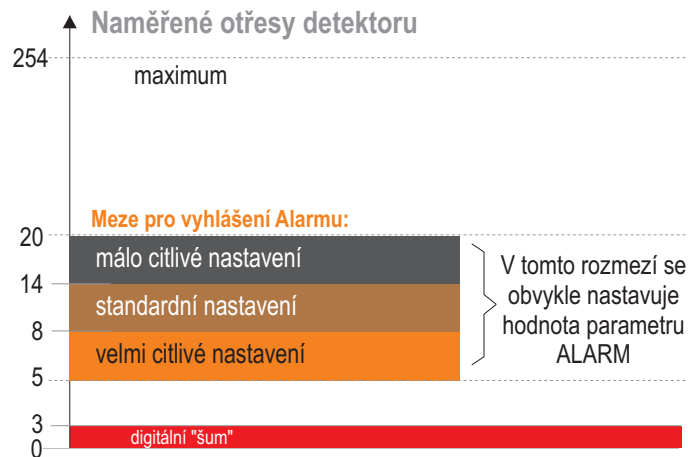 Naměřené otřesy detektoru
254
maximum
Meze pro vyhlášení Alarmu:
20
málo citlivé nastavení
14
standardní nastavení
8
velmi citlivé nastavení
5
V tomto rozmezí se
obvykle nastavuje
hodnota parametru
ALARM
3
digitální "šum"
0